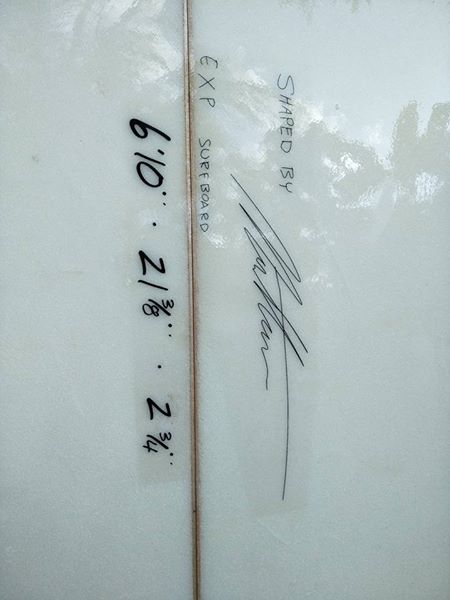 SHAPED BY
EXP SURFBOARD
6'10" · 21 3/8" · 2 3/4"